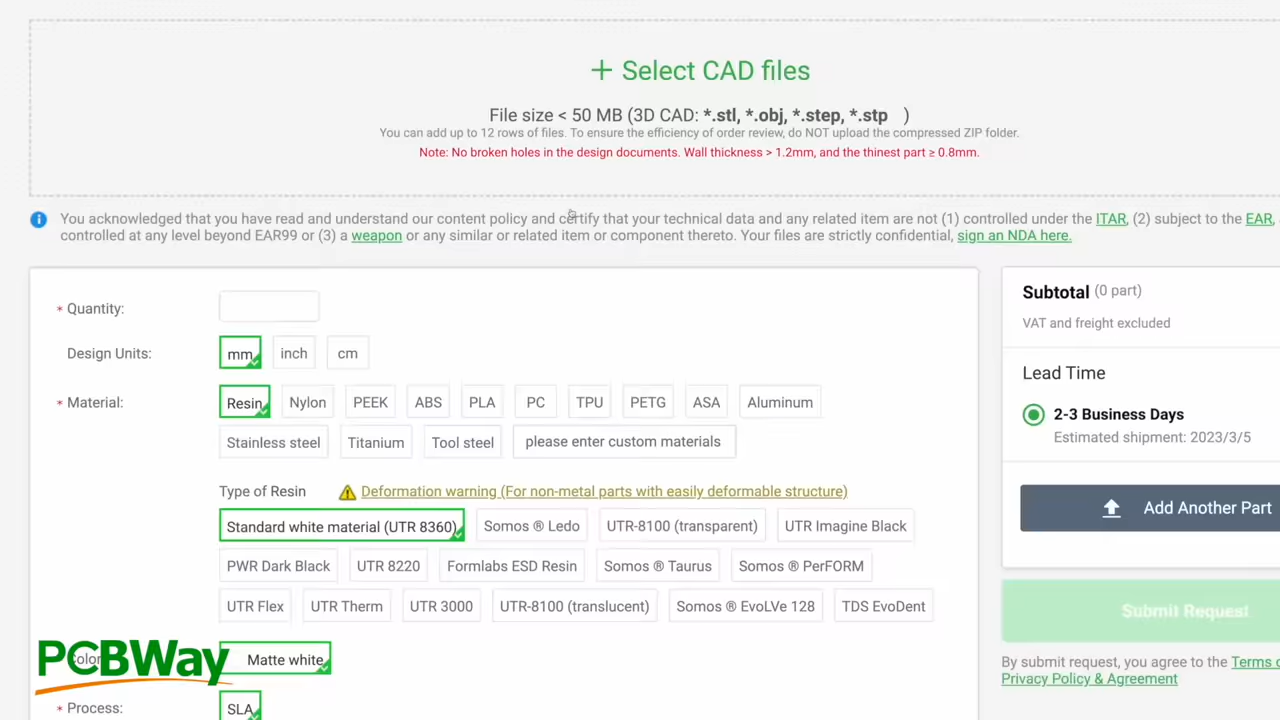 + Select CAD files
File size < 50 MB (3D CAD: *.stl, *.obj, *.step, *.stp )
You can add up to 12 rows of files. To ensure the efficiency of order review, do NOT upload the compressed ZIP folder.
Note: No broken holes in the design documents. Wall thickness > 1.2mm, and the thinest part ≥ 0.8mm.
You acknowledged that you have read and understand our content policy and certify that your technical data and any related item are not (1) controlled under the ITAR, (2) subject to the EAR,
controlled at any level beyond EAR99 or (3) a weapon or any similar or related item or component thereto. Your files are strictly confidential, sign an NDA here.
* Quantity:
Design Units: mm inch cm
* Material: Resin Nylon PEEK ABS PLA PC TPU PETG ASA Aluminum
Stainless steel Titanium Tool steel please enter custom materials
Type of Resin Deformation warning (For non-metal parts with easily deformable structure)
Standard white material (UTR 8360) Somos ® Ledo UTR-8100 (transparent) UTR Imagine Black
PWR Dark Black UTR 8220 Formlabs ESD Resin Somos ® Taurus Somos ® PerFORM
UTR Flex UTR Therm UTR 3000 UTR-8100 (translucent) Somos ® EvoLVe 128 TDS EvoDent
Color Matte white
* Process: SLA
PCBWay
Subtotal (0 part)
VAT and freight excluded
Lead Time
2-3 Business Days
Estimated shipment: 2023/3/5
Add Another Part
Submit Request
By submit request, you agree to the Terms
Privacy Policy & Agreement